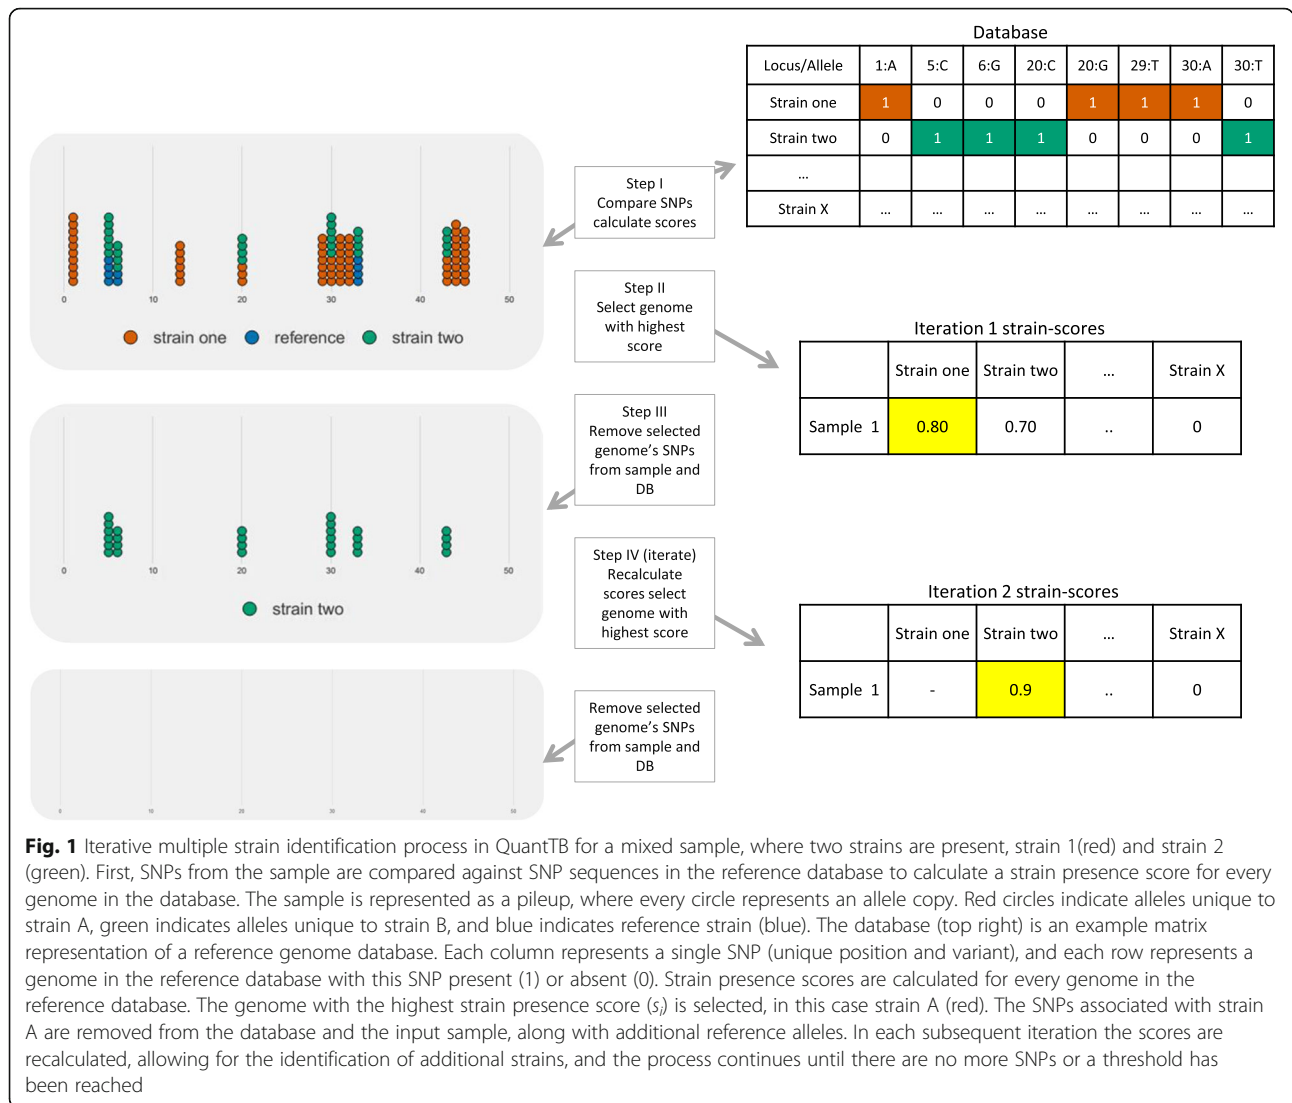 Database
Locus/Allele 1:A 5:C 6:G 20:C 20:G 29:T 30:A 30:T
Strain one 1 0 0 0 1 1 1 0
Strain two 0 1 1 1 0 0 0 1
...
Strain X ... ... ... ... ... ... ... ...
0 10 20 30 40 50
strain one reference strain two
Step I
Compare SNPs
calculate scores
Step II
Select genome
with highest
score
Iteration 1 strain-scores
Strain one Strain two ... Strain X
Sample 1 0.80 0.70 .. 0
Step III
Remove selected
genome's SNPs
from sample and
DB
0 10 20 30 40 50
strain two
Step IV (iterate)
Recalculate
scores select
genome with
highest score
Iteration 2 strain-scores
Strain one Strain two ... Strain X
Sample 1 - 0.9 .. 0
Remove selected
genome's SNPs
from sample and
DB
0 10 20 30 40 50
Fig. 1 Iterative multiple strain identification process in QuantTB for a mixed sample, where two strains are present, strain 1(red) and strain 2
(green). First, SNPs from the sample are compared against SNP sequences in the reference database to calculate a strain presence score for every
genome in the database. The sample is represented as a pileup, where every circle represents an allele copy. Red circles indicate alleles unique to
strain A, green indicates alleles unique to strain B, and blue indicates reference strain (blue). The database (top right) is an example matrix
representation of a reference genome database. Each column represents a single SNP (unique position and variant), and each row represents a
genome in the reference database with this SNP present (1) or absent (0). Strain presence scores are calculated for every genome in the
reference database. The genome with the highest strain presence score (si) is selected, in this case strain A (red). The SNPs associated with strain
A are removed from the database and the input sample, along with additional reference alleles. In each subsequent iteration the scores are
recalculated, allowing for the identification of additional strains, and the process continues until there are no more SNPs or a threshold has
been reached